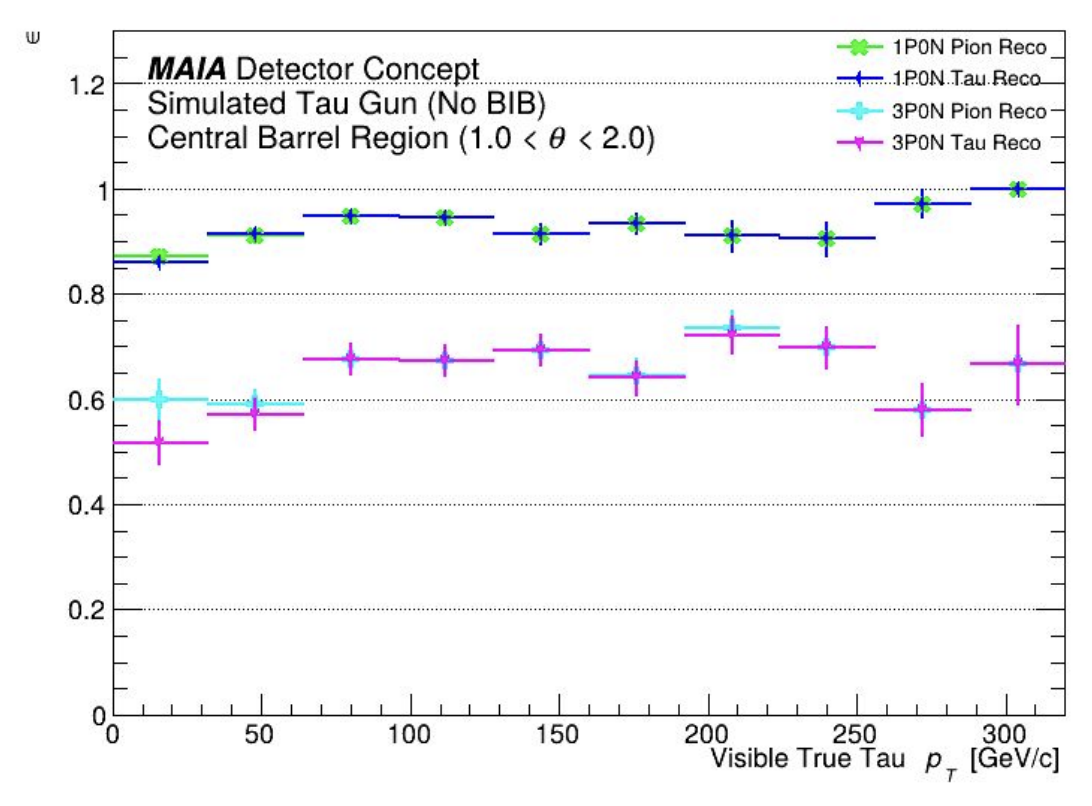 ε
MAIA Detector Concept
Simulated Tau Gun (No BIB)
Central Barrel Region (1.0 < θ < 2.0)
1P0N Pion Reco
1P0N Tau Reco
3P0N Pion Reco
3P0N Tau Reco
1.2
1
0.8
0.6
0.4
0.2
0
0 50 100 150 200 250 300
Visible True Tau p_T [GeV/c]